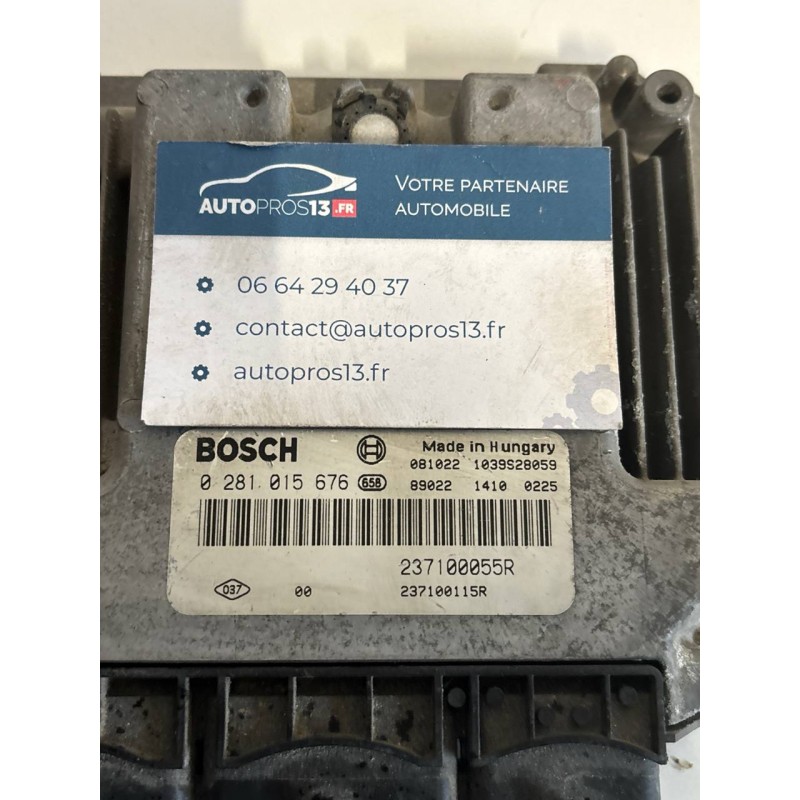 AUTOPROS13.FR
VOTRE PARTENAIRE
AUTOMOBILE
06 64 29 40 37
contact@autopros13.fr
autopros13.fr
BOSCH Made in Hungary
081022 1039S28059
0 281 015 676 658 89022 1410 0225
237100055R
037 00 237100115R